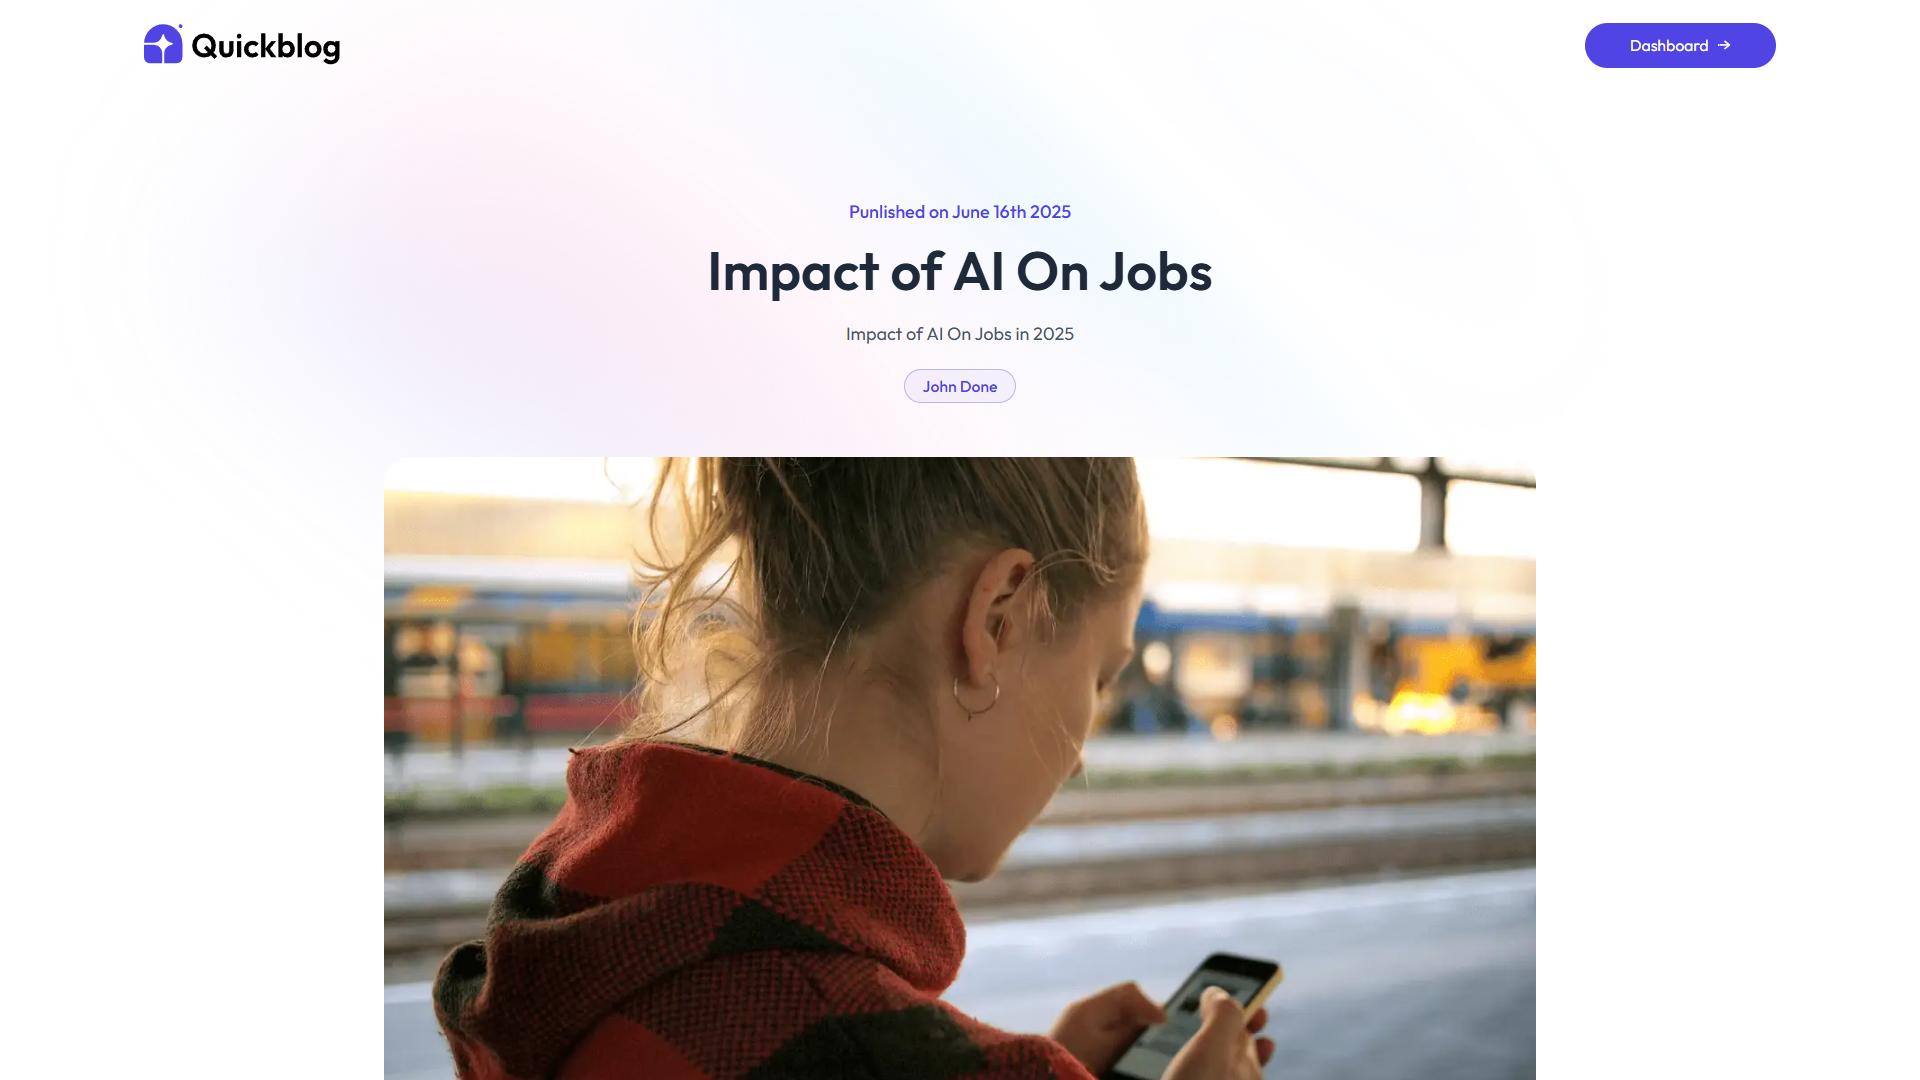 Quickblog
Dashboard →
Punlished on June 16th 2025
Impact of AI On Jobs
Impact of AI On Jobs in 2025
John Done